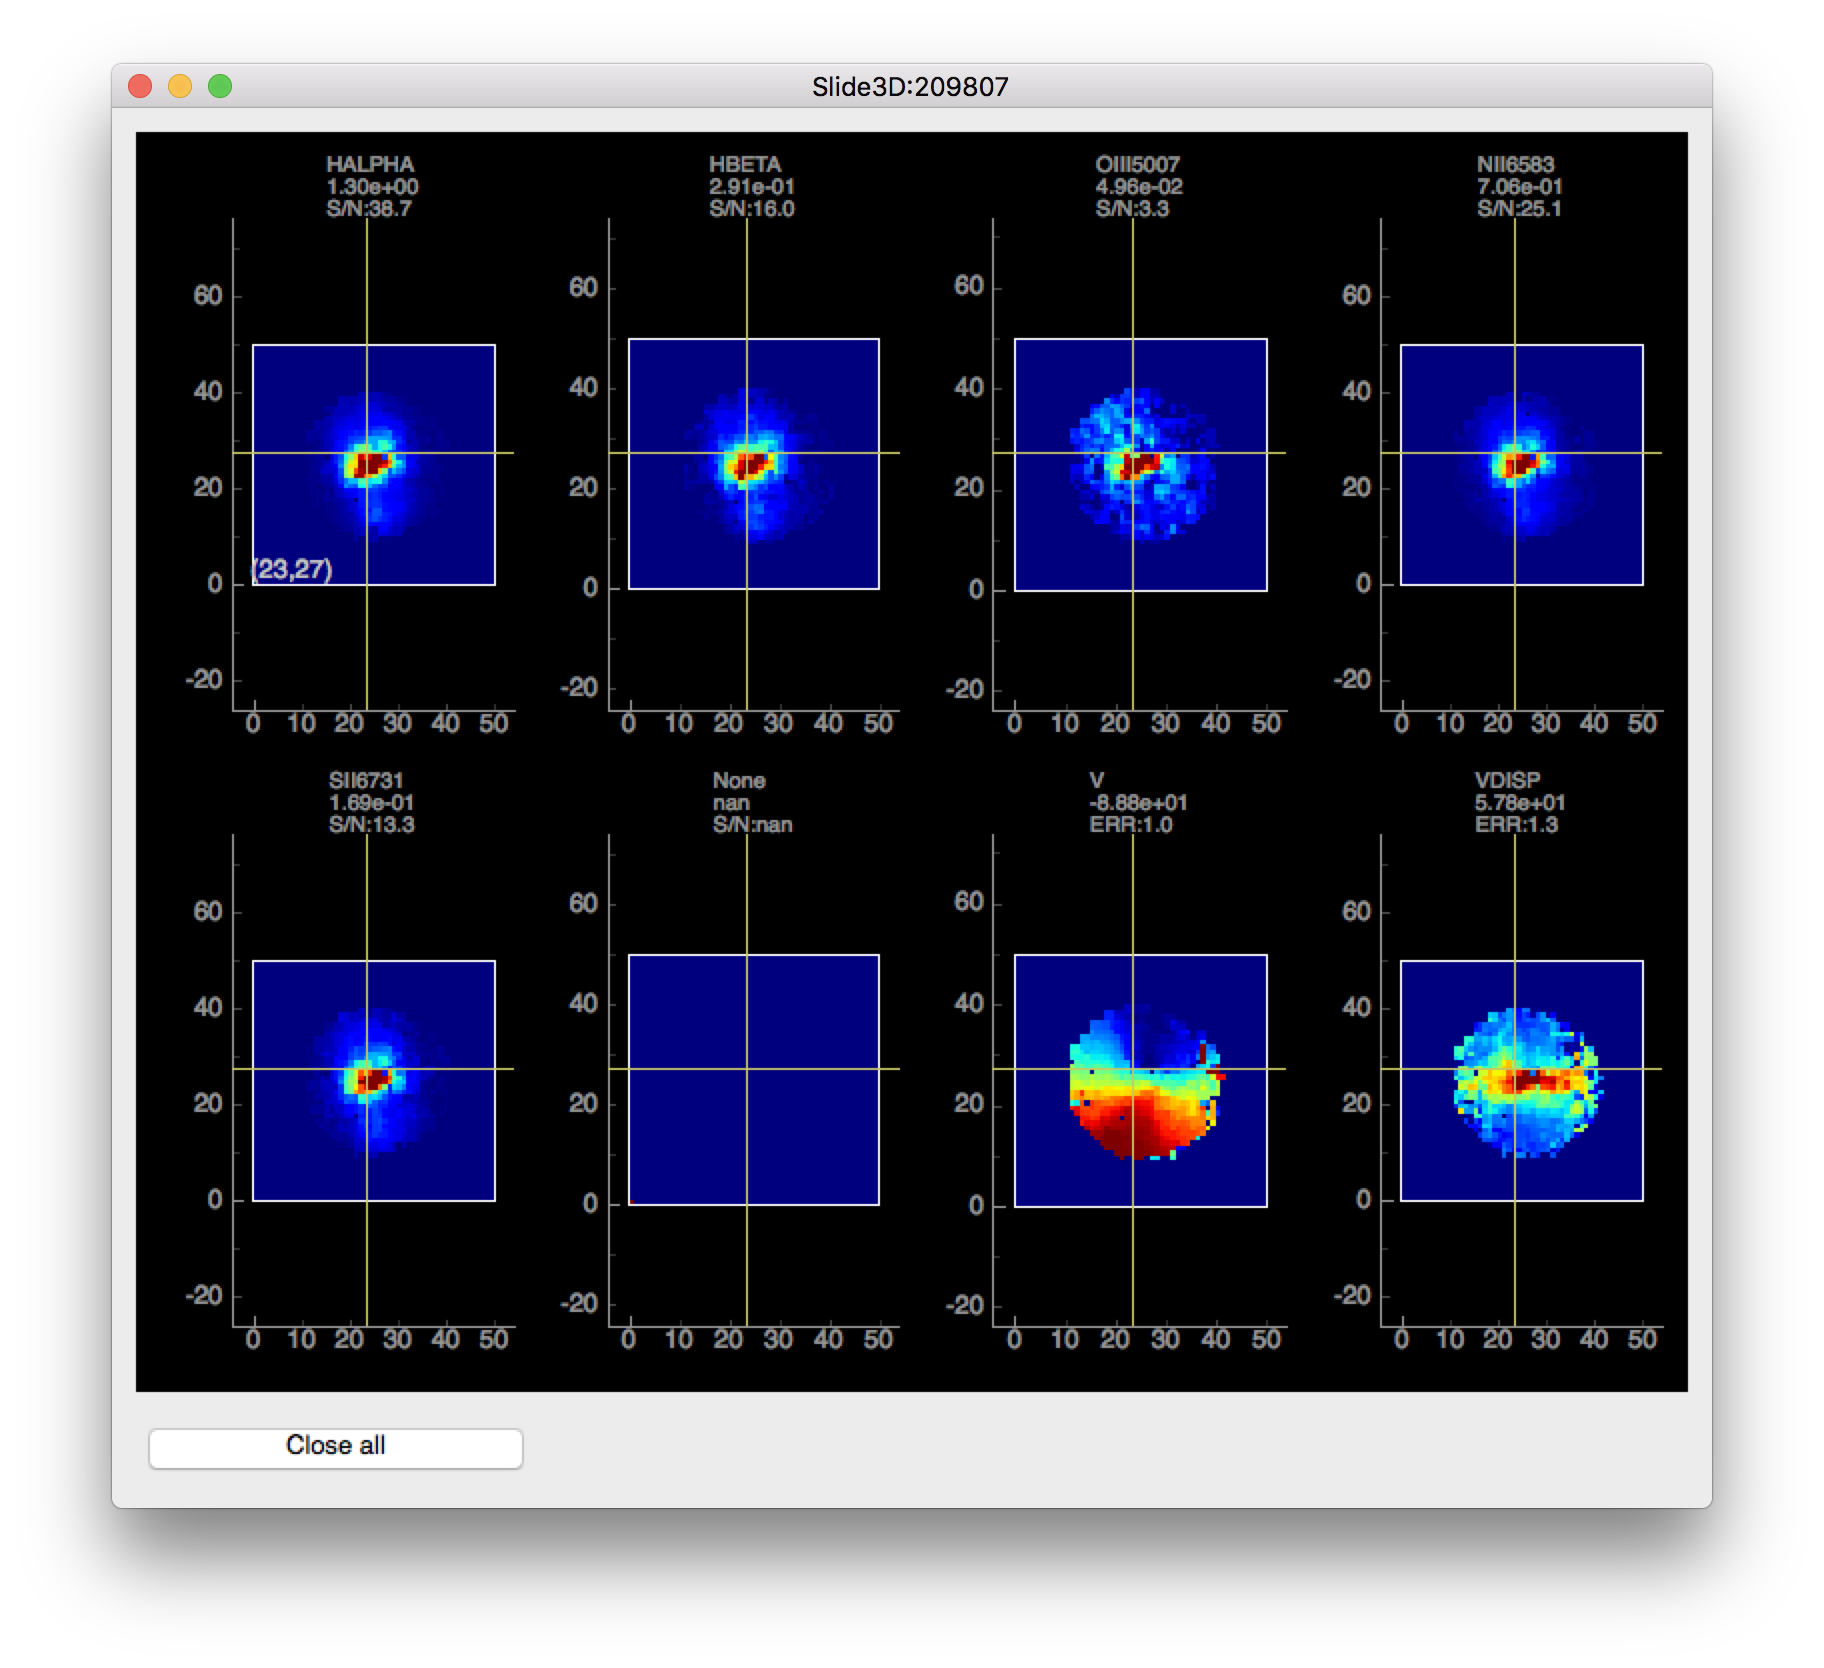 Slide3D:209807
HALPHA
1.30e+00
S/N:38.7
HBETA
2.91e-01
S/N:16.0
OIII5007
4.96e-02
S/N:3.3
NII6583
7.06e-01
S/N:25.1
60
40
20
0
-20
(23,27)
0 10 20 30 40 50
60
40
20
0
-20
0 10 20 30 40 50
60
40
20
0
-20
0 10 20 30 40 50
60
40
20
0
-20
0 10 20 30 40 50
SII6731
1.69e-01
S/N:13.3
None
nan
S/N:nan
V
-8.88e+01
ERR:1.0
VDISP
5.78e+01
ERR:1.3
60
40
20
0
-20
0 10 20 30 40 50
60
40
20
0
-20
0 10 20 30 40 50
60
40
20
0
-20
0 10 20 30 40 50
60
40
20
0
-20
0 10 20 30 40 50
Close all